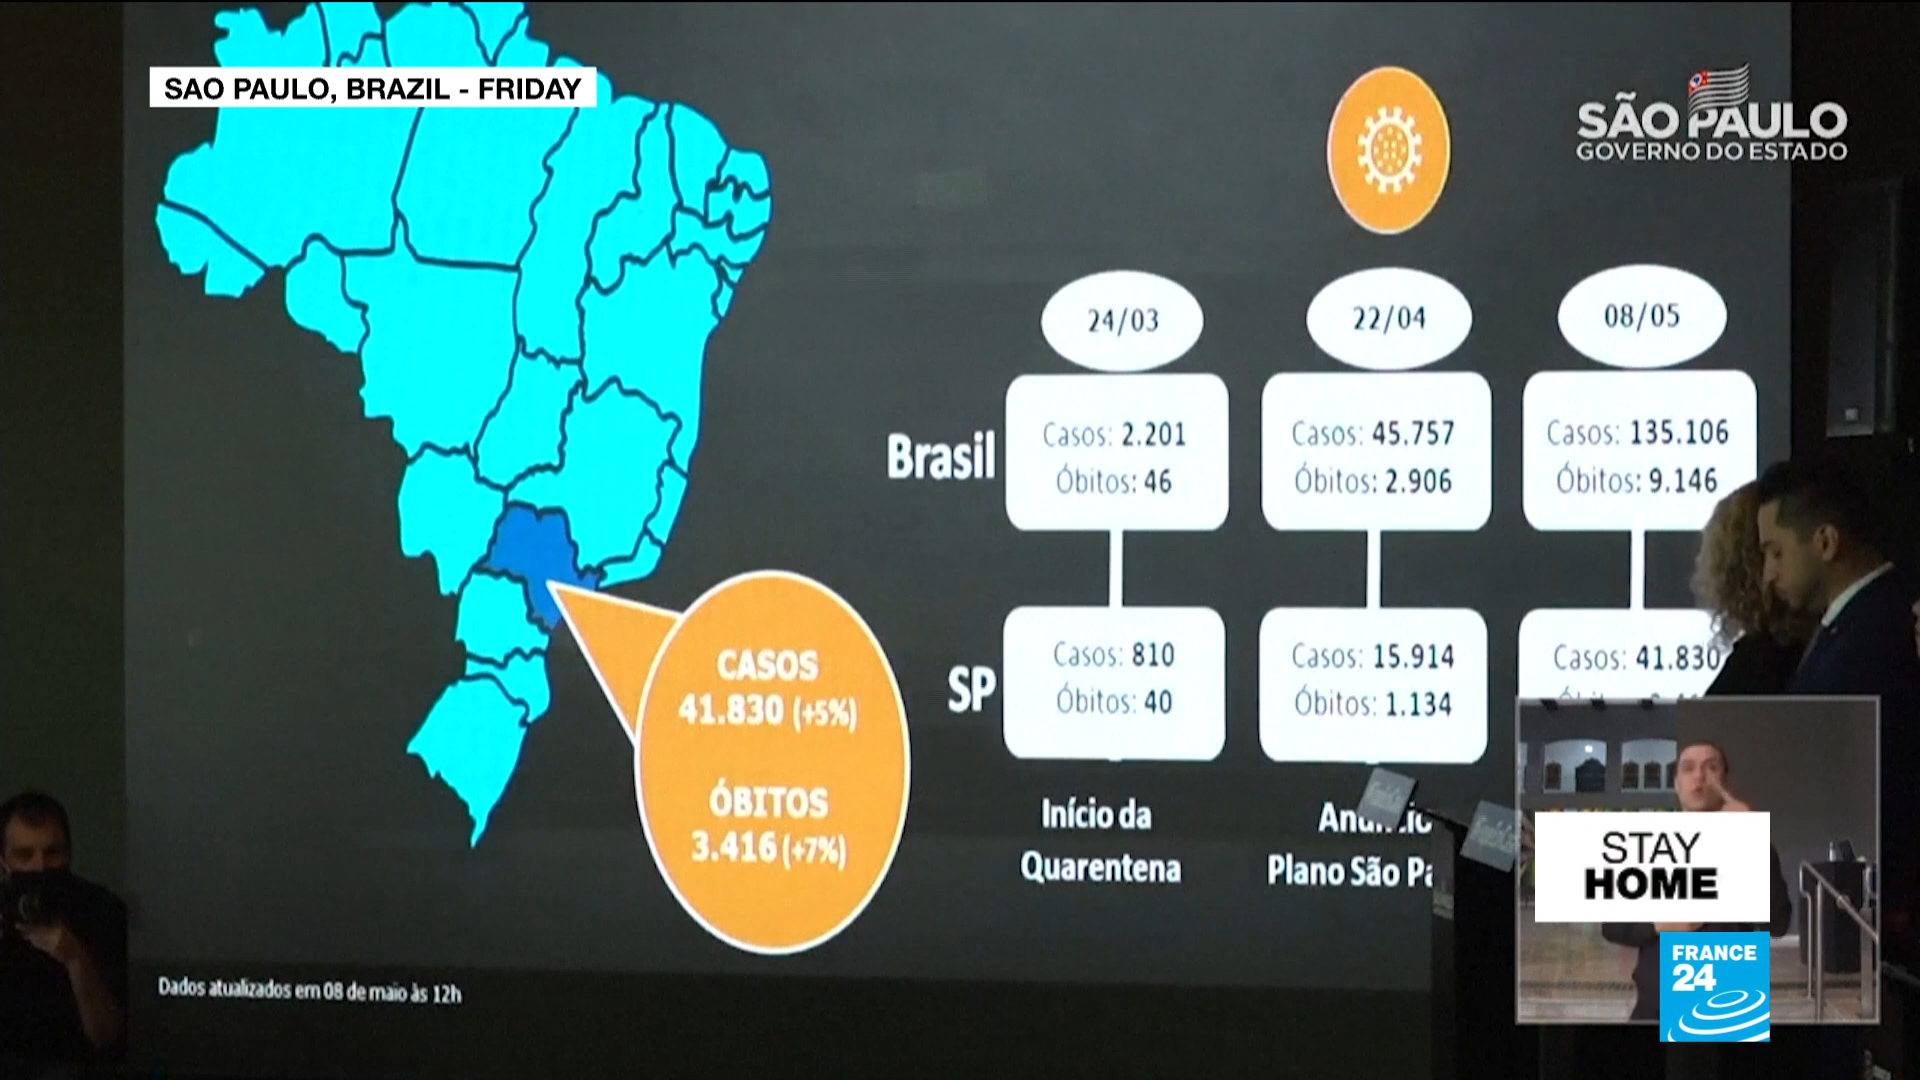 SAO PAULO, BRAZIL - FRIDAY
SÃO PAULO
GOVERNO DO ESTADO
24/03
22/04
08/05
Brasil
Casos: 2.201
Óbitos: 46
Casos: 45.757
Óbitos: 2.906
Casos: 135.106
Óbitos: 9.146
SP
Casos: 810
Óbitos: 40
Casos: 15.914
Óbitos: 1.134
Casos: 41.830
CASOS
41.830 (+5%)
ÓBITOS
3.416 (+7%)
Início da
Quarentena
Plano São
Dados atualizados em 08 de maio às 12h
STAY
HOME
FRANCE
24